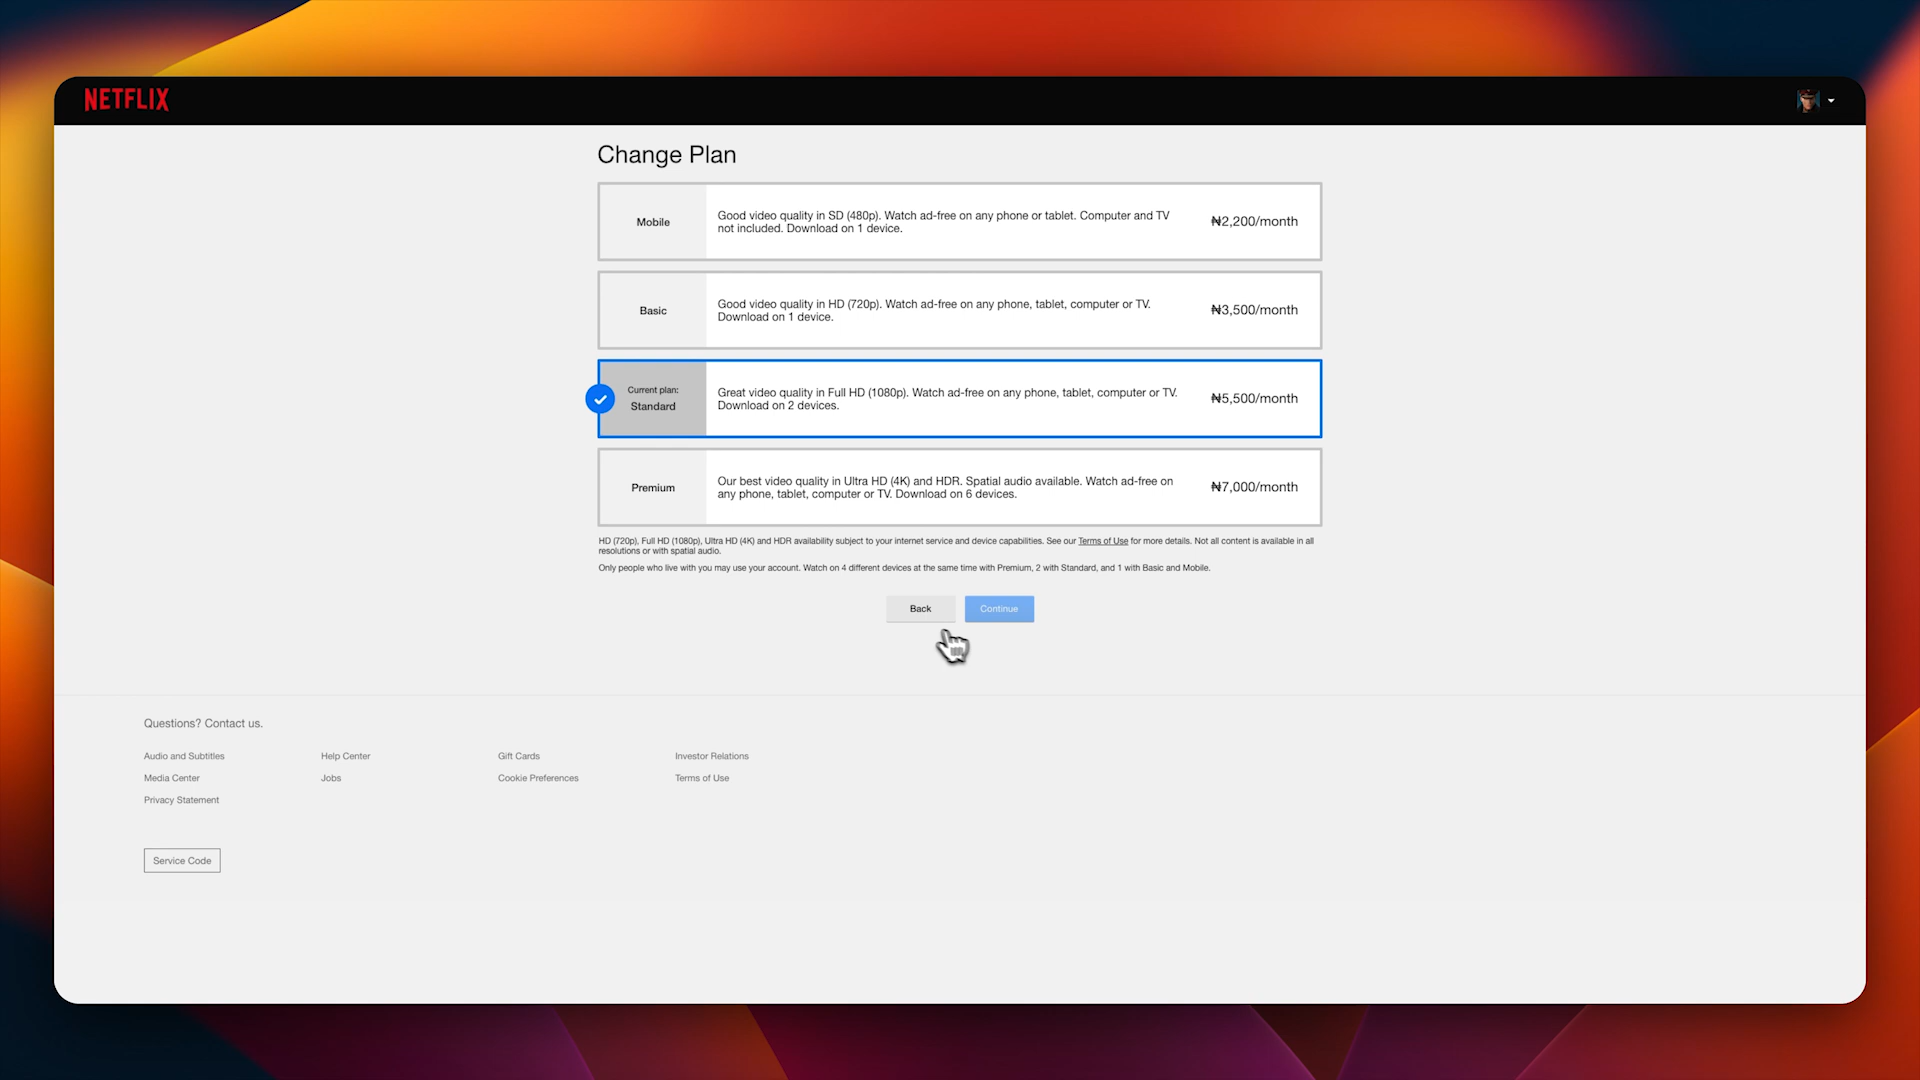 NETFLIX
Change Plan
Mobile
Good video quality in SD (480p). Watch ad-free on any phone or tablet. Computer and TV
not included. Download on 1 device.
₦2,200/month
Basic
Good video quality in HD (720p). Watch ad-free on any phone, tablet, computer or TV.
Download on 1 device.
₦3,500/month
Current plan:
Standard
Great video quality in Full HD (1080p). Watch ad-free on any phone, tablet, computer or TV.
Download on 2 devices.
₦5,500/month
Premium
Our best video quality in Ultra HD (4K) and HDR. Spatial audio available. Watch ad-free on
any phone, tablet, computer or TV. Download on 6 devices.
₦7,000/month
HD (720p), Full HD (1080p), Ultra HD (4K) and HDR availability subject to your internet service and device capabilities. See our Terms of Use for more details. Not all content is available in all
resolutions or with spatial audio.
Only people who live with you may use your account. Watch on 4 different devices at the same time with Premium, 2 with Standard, and 1 with Basic and Mobile.
Back
Continue
Questions? Contact us.
Audio and Subtitles
Help Center
Gift Cards
Investor Relations
Media Center
Jobs
Cookie Preferences
Terms of Use
Privacy Statement
Service Code